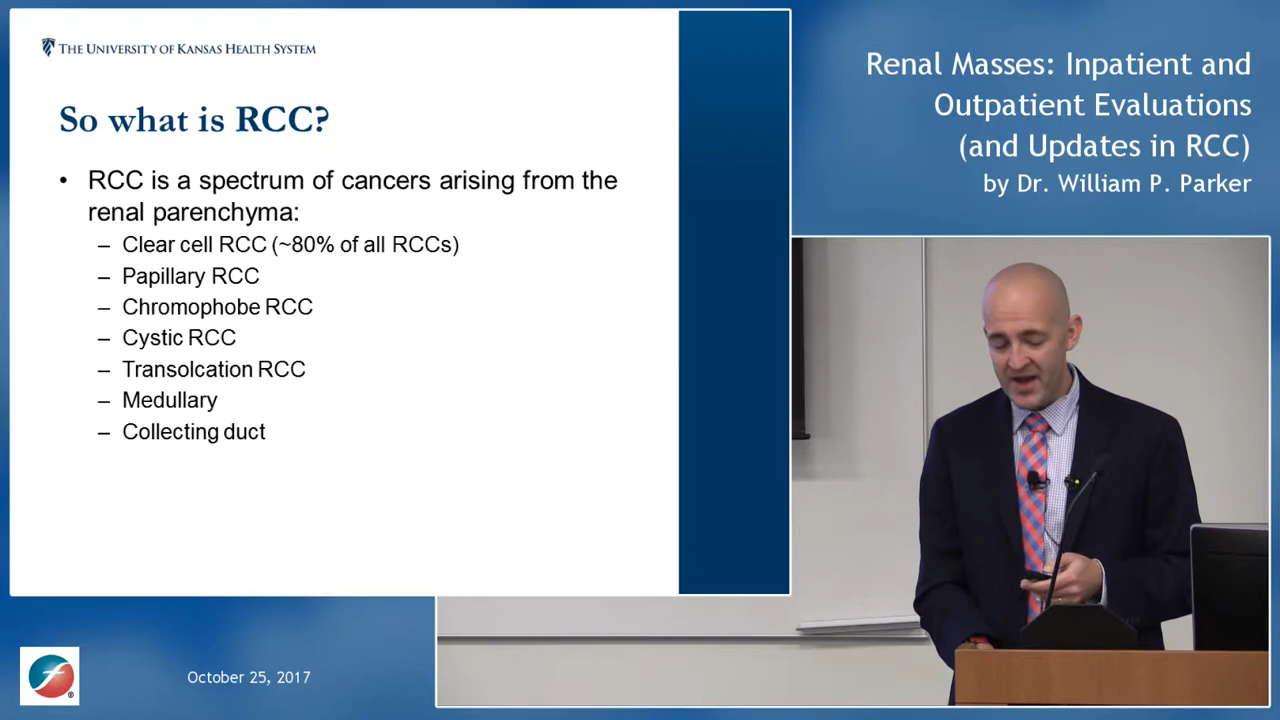 THE UNIVERSITY OF KANSAS HEALTH SYSTEM
So what is RCC?
• RCC is a spectrum of cancers arising from the
renal parenchyma:
– Clear cell RCC (~80% of all RCCs)
– Papillary RCC
– Chromophobe RCC
– Cystic RCC
– Transolcation RCC
– Medullary
– Collecting duct
Renal Masses: Inpatient and
Outpatient Evaluations
(and Updates in RCC)
by Dr. William P. Parker
October 25, 2017
®